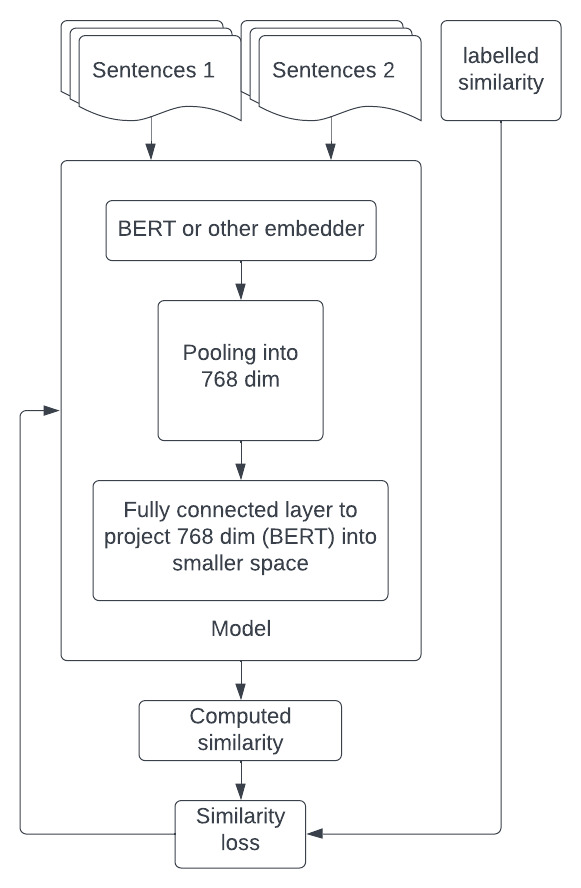 Sentences 1
Sentences 2
labelled
similarity
BERT or other embedder
Pooling into
768 dim
Fully connected layer to
project 768 dim (BERT) into
smaller space
Model
Computed
similarity
Similarity
loss